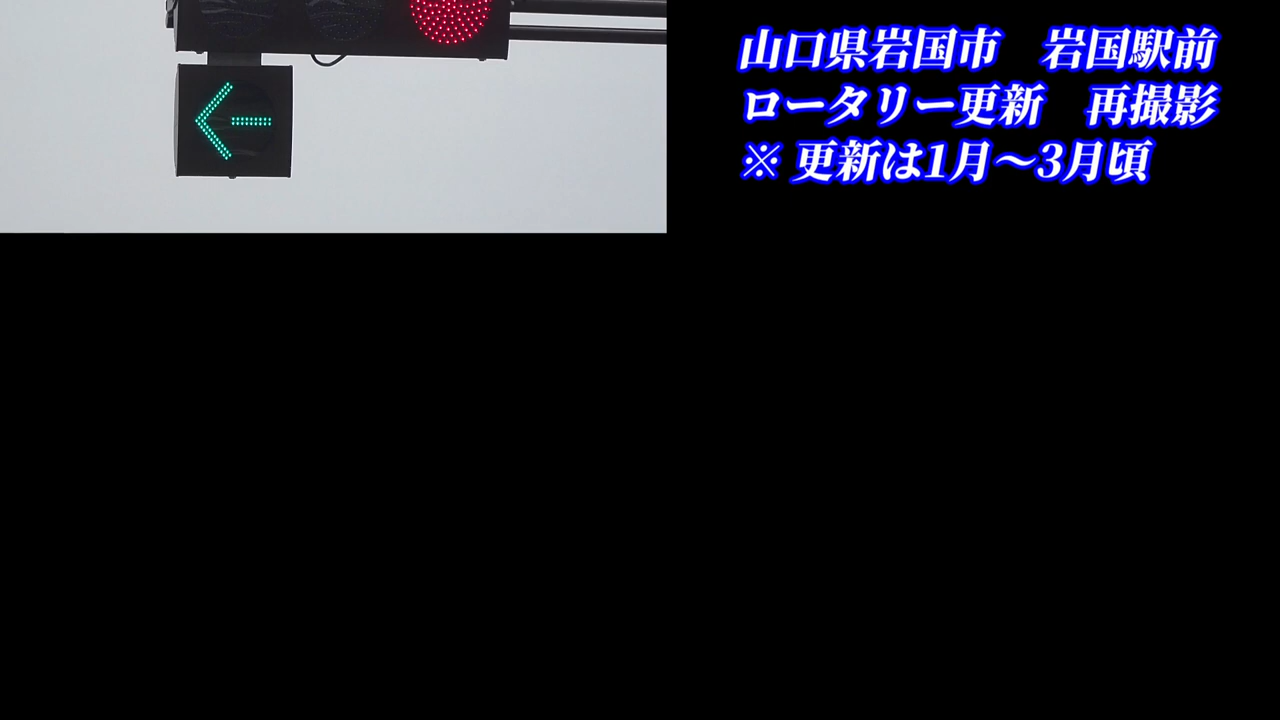 山口県岩国市　岩国駅前
ロータリー更新　再撮影
※ 更新は1月〜3月頃